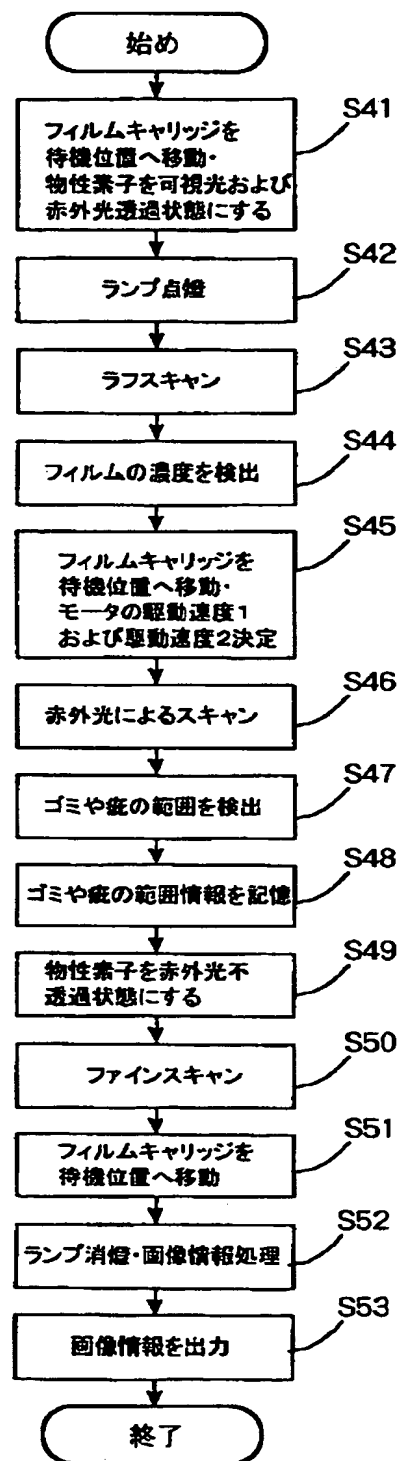 始め
S41
フィルムキャリッジを
待機位置へ移動・
物性素子を可視光および
赤外光透過状態にする
S42
ランプ点燈
S43
ラフスキャン
S44
フィルムの濃度を検出
S45
フィルムキャリッジを
待機位置へ移動・
モータの駆動速度1
および駆動速度2決定
S46
赤外光によるスキャン
S47
ゴミや疵の範囲を検出
S48
ゴミや疵の範囲情報を記憶
S49
物性素子を赤外光不
透過状態にする
S50
ファインスキャン
S51
フィルムキャリッジを
待機位置へ移動
S52
ランプ消燈・画像情報処理
S53
画像情報を出力
終了